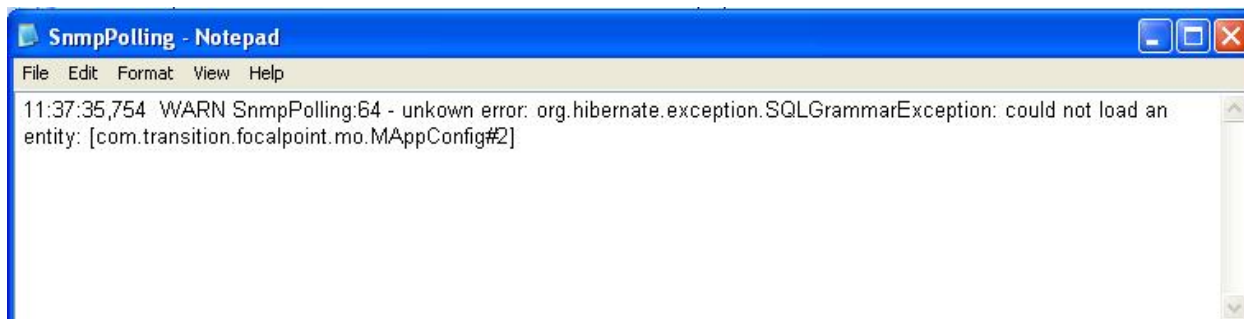 SnmpPolling - Notepad
File Edit Format View Help
11:37:35,754 WARN SnmpPolling:64 - unkown error: org.hibernate.exception.SQLGrammarException: could not load an
entity: [com.transition.focalpoint.mo.MAppConfig#2]